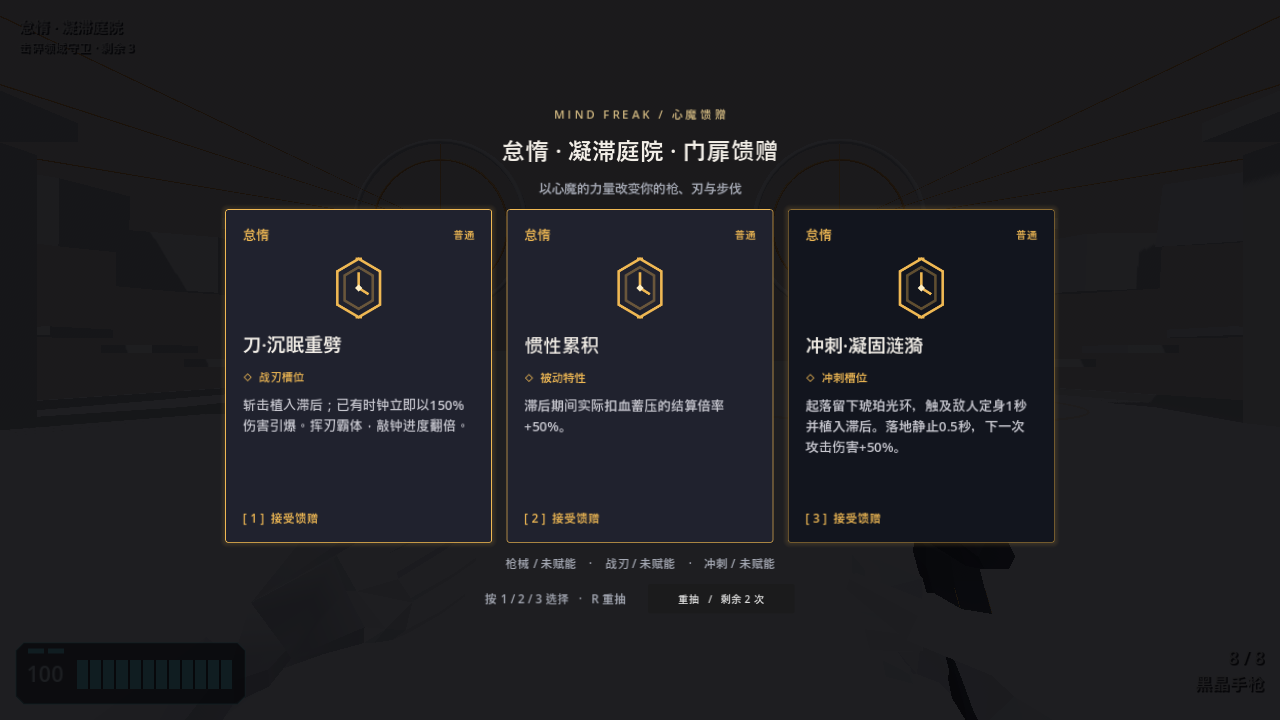 怠惰 · 凝滞庭院
齿界领域守卫 · 剩余 3
MIND FREAK / 心魔馈赠
怠惰 · 凝滞庭院 · 门扉馈赠
以心魔的力量改变你的枪、刃与步伐
怠惰 普通
刀·沉眠重劈
◇ 战刃槽位
斩击植入滞后；已有时钟立即以150%
伤害引爆。挥刃霸体 · 敲钟进度翻倍。
[ 1 ] 接受馈赠
怠惰 普通
惯性累积
◇ 被动特性
滞后期间实际扣血蓄压的结算倍率
+50%。
[ 2 ] 接受馈赠
怠惰 普通
冲刺·凝固涟漪
◇ 冲刺槽位
起落留下琥珀光环，触及敌人定身1秒
并植入滞后。落地静止0.5秒，下一次
攻击伤害+50%。
[ 3 ] 接受馈赠
枪械 / 未赋能 · 战刃 / 未赋能 · 冲刺 / 未赋能
按 1 / 2 / 3 选择 · R 重抽
重抽 / 剩余 2 次
100
8 / 8
黑晶手枪